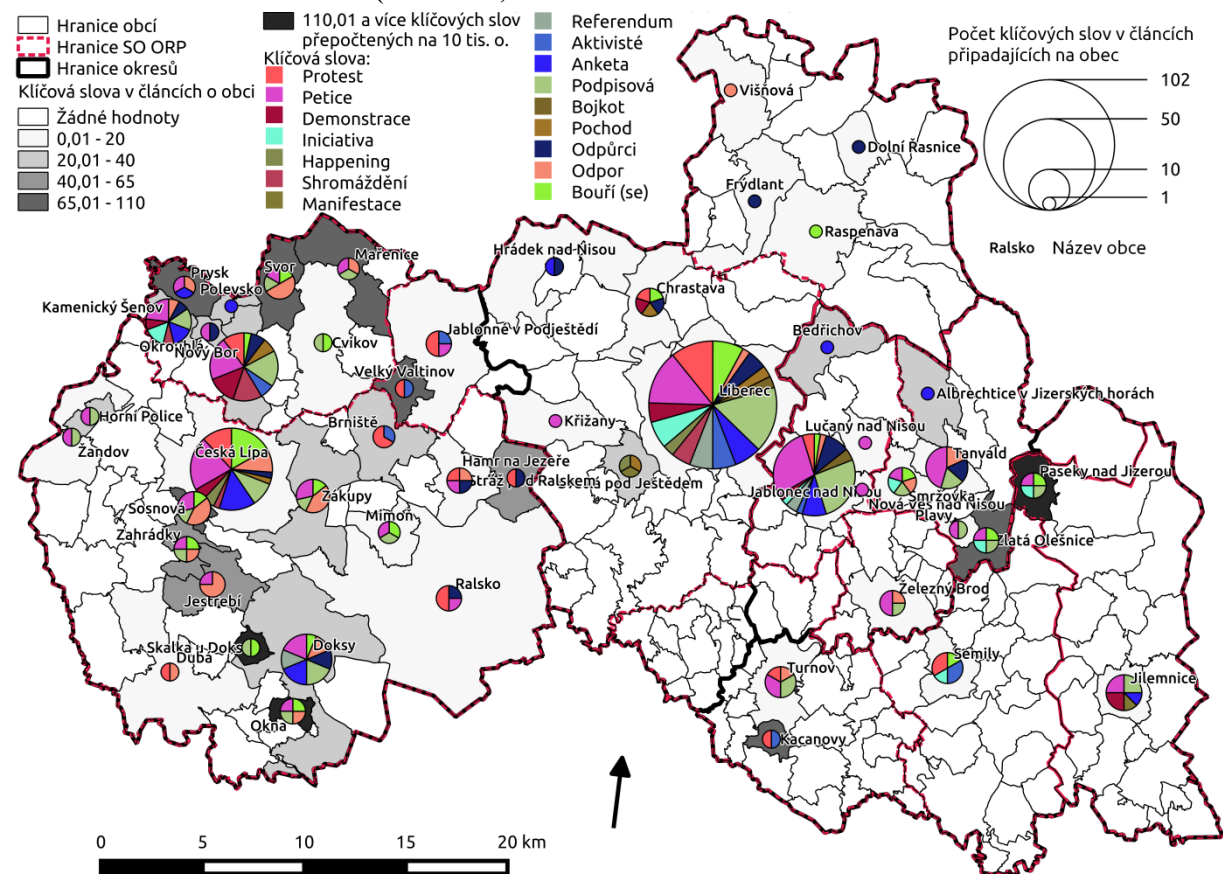 Hranice obcí
Hranice SO ORP
Hranice okresů
Klíčová slova v článcích o obci
Žádné hodnoty
0,01 - 20
20,01 - 40
40,01 - 65
65,01 - 110
110,01 a více klíčových slov
přepočtených na 10 tis. o.
Klíčová slova:
Protest
Petice
Demonstrace
Iniciativa
Happening
Shromáždění
Manifestace
Referendum
Aktivisté
Anketa
Podpisová
Bojkot
Pochod
Odpůrci
Odpor
Bouří (se)
Počet klíčových slov v článcích
připadajících na obec
102
50
10
1
Ralsko Název obce
Višňová
Dolní Řasnice
Frýdlant
Raspenava
Hrádek nad Nisou
Chrastava
Mařenice
Svor
Prysk
Polevsko
Kamenický Šenov
Okrouhlá
Nový Bor
Cvikov
Jablonné v Podještědí
Velký Valtinov
Bedřichov
Liberec
Albrechtice v Jizerských horách
Křižany
Lučany nad Nisou
Horní Police
Žandov
Brniště
Česká Lípa
Hamr na Jezeře
Stráž pod Ralskem
pod Ještědem
Tanvald
Paseky nad Jizerou
Jablonec nad Nisou
Smržovka
Nová Ves nad Nisou
Plavy
Zlatá Olešnice
Zákupy
Sosnová
Mimoň
Zahrádky
Jestřebí
Ralsko
Železný Brod
Skalka u Doks
Doksy
Dubá
Okna
Turnov
Semily
Jilemnice
Kacanovy
0 5 10 15 20 km